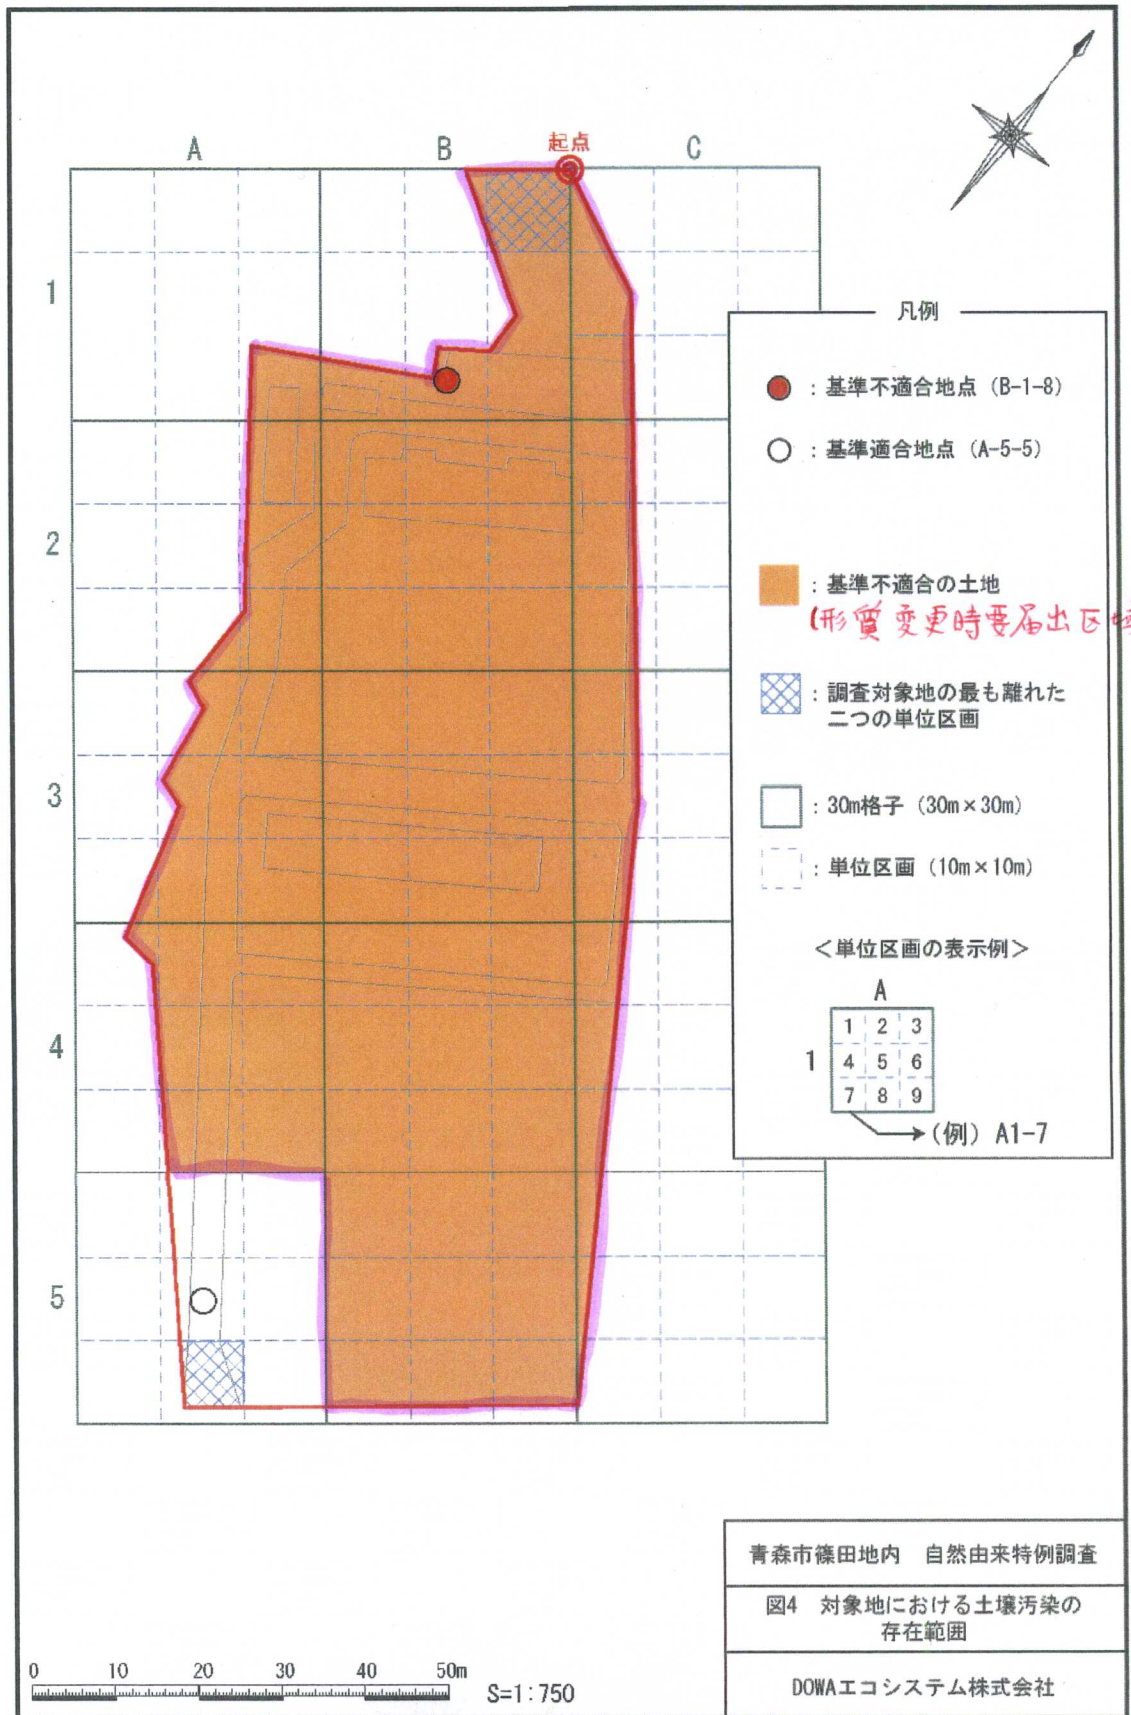 起点
A B C
1
2
3
4
5
凡例
: 基準不適合地点 (B-1-8)
: 基準適合地点 (A-5-5)
: 基準不適合の土地
(形質変更時要届出区域
: 調査対象地の最も離れた
二つの単位区画
: 30m格子 (30m×30m)
: 単位区画 (10m×10m)
<単位区画の表示例>
A
1 2 3
1 4 5 6
7 8 9
(例) A1-7
青森市篠田地内 自然由来特例調査
図4 対象地における土壌汚染の
存在範囲
DOWAエコシステム株式会社
0 10 20 30 40 50m
S=1:750